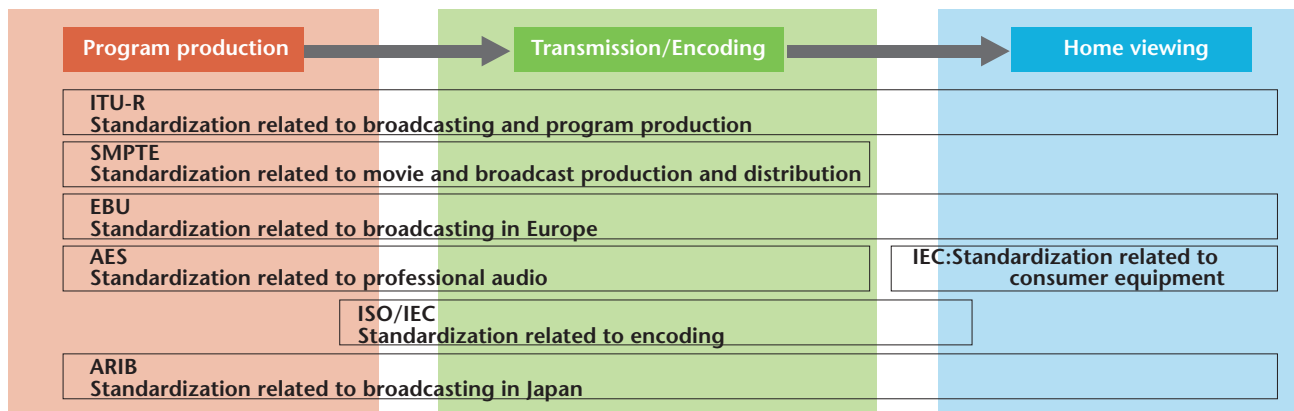 Program production
Transmission/Encoding
Home viewing
ITU-R
Standardization related to broadcasting and program production
SMPTE
Standardization related to movie and broadcast production and distribution
EBU
Standardization related to broadcasting in Europe
AES
Standardization related to professional audio
IEC:Standardization related to
consumer equipment
ISO/IEC
Standardization related to encoding
ARIB
Standardization related to broadcasting in Japan